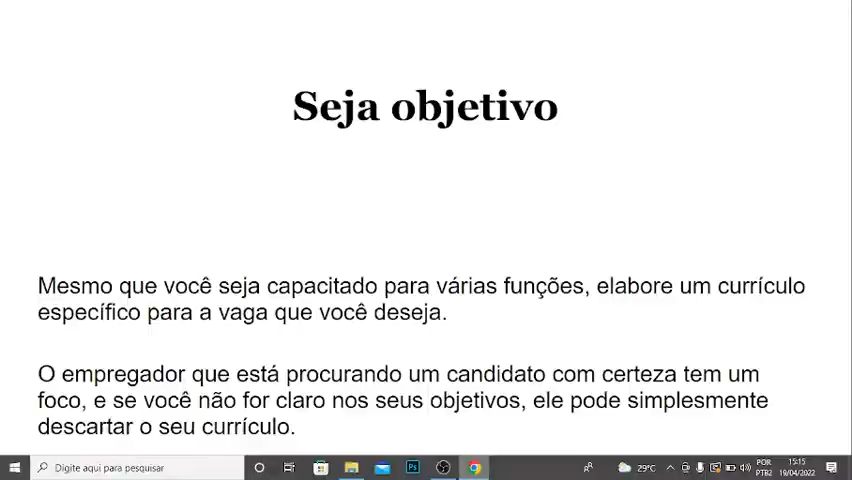 Seja objetivo
Mesmo que você seja capacitado para várias funções, elabore um currículo
específico para a vaga que você deseja.
O empregador que está procurando um candidato com certeza tem um
foco, e se você não for claro nos seus objetivos, ele pode simplesmente
descartar o seu currículo.
Digite aqui para pesquisar
Ps
29°C
POR
PTB2
15:15
19/04/2022